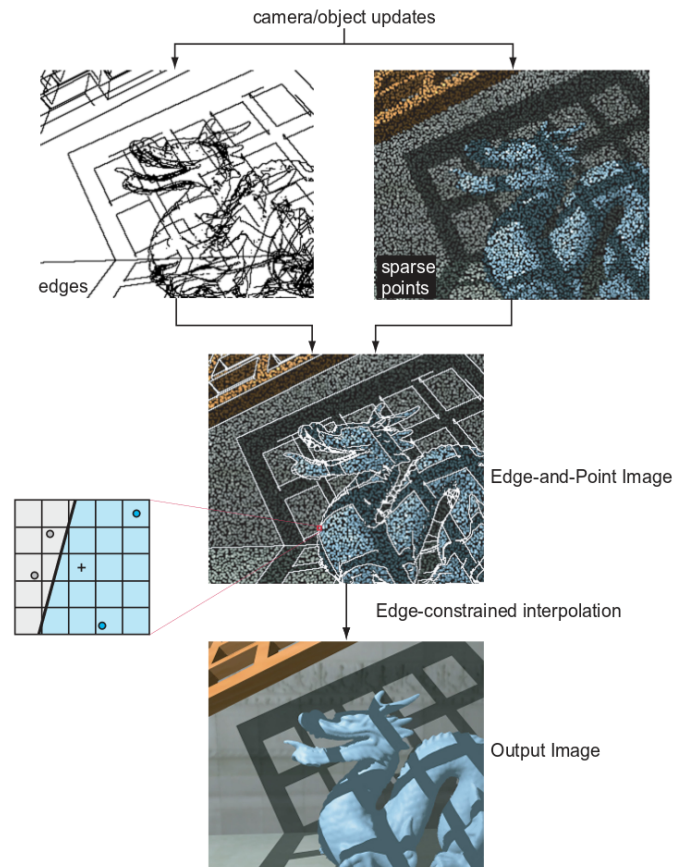 camera/object updates
edges
sparse
points
Edge-and-Point Image
Edge-constrained interpolation
Output Image